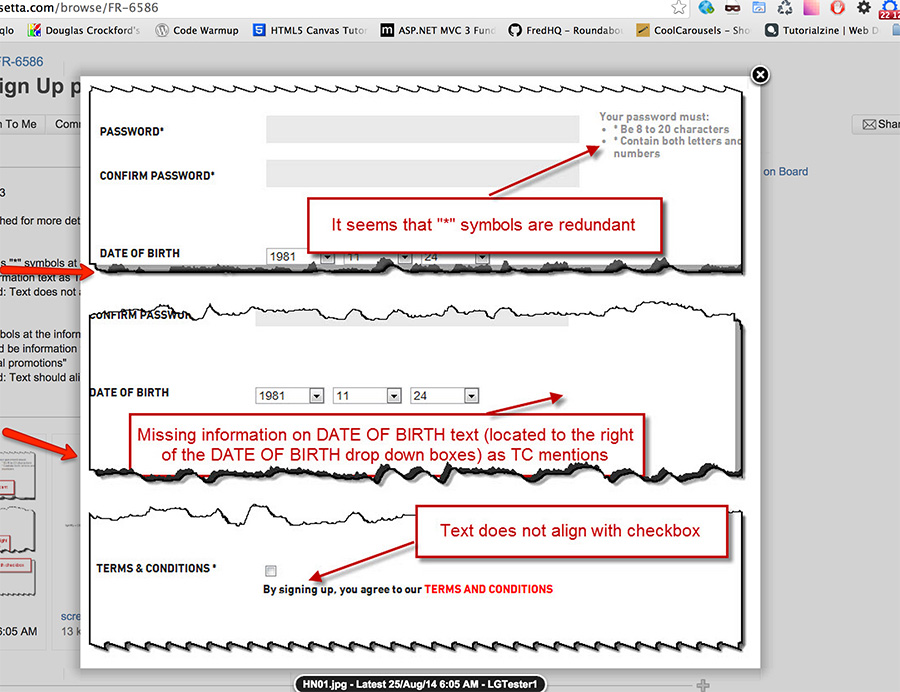 setta.com/browse/FR-6586
qlo Douglas Crockford's Code Warmup HTML5 Canvas Tutor ASP.NET MVC 3 Fund FredHQ - Roundabou CoolCarousels - Sho Tutorialzine | Web D
22 12
FR-6586
ign Up p
n To Me Comm
Shar
on Board
3
hed for more det
s "*" symbols at
mation text as T
d: Text does not a
bols at the inform
d be information
al promotions"
d: Text should ali
PASSWORD*
Your password must:
• * Be 8 to 20 characters
• * Contain both letters and
numbers
CONFIRM PASSWORD*
It seems that "*" symbols are redundant
DATE OF BIRTH 1981 11 24
CONFIRM PASSWOR
DATE OF BIRTH 1981 11 24
Missing information on DATE OF BIRTH text (located to the right
of the DATE OF BIRTH drop down boxes) as TC mentions
Text does not align with checkbox
TERMS & CONDITIONS *
By signing up, you agree to our TERMS AND CONDITIONS
scre
6:05 AM 13 k
HN01.jpg - Latest 25/Aug/14 6:05 AM - LGTester1